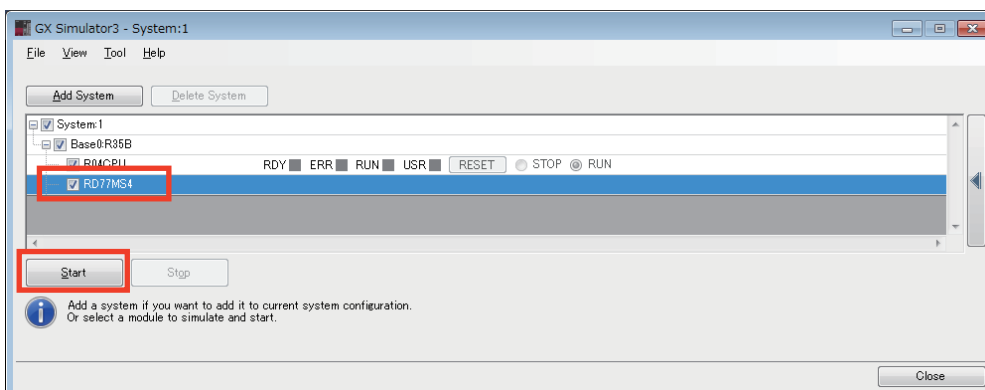 GX Simulator3 - System:1
File View Tool Help
Add System Delete System
System:1
Base0:R35B
R04CPU RDY ERR RUN USR RESET STOP RUN
RD77MS4
Start Stop
Add a system if you want to add it to current system configuration.
Or select a module to simulate and start.
Close